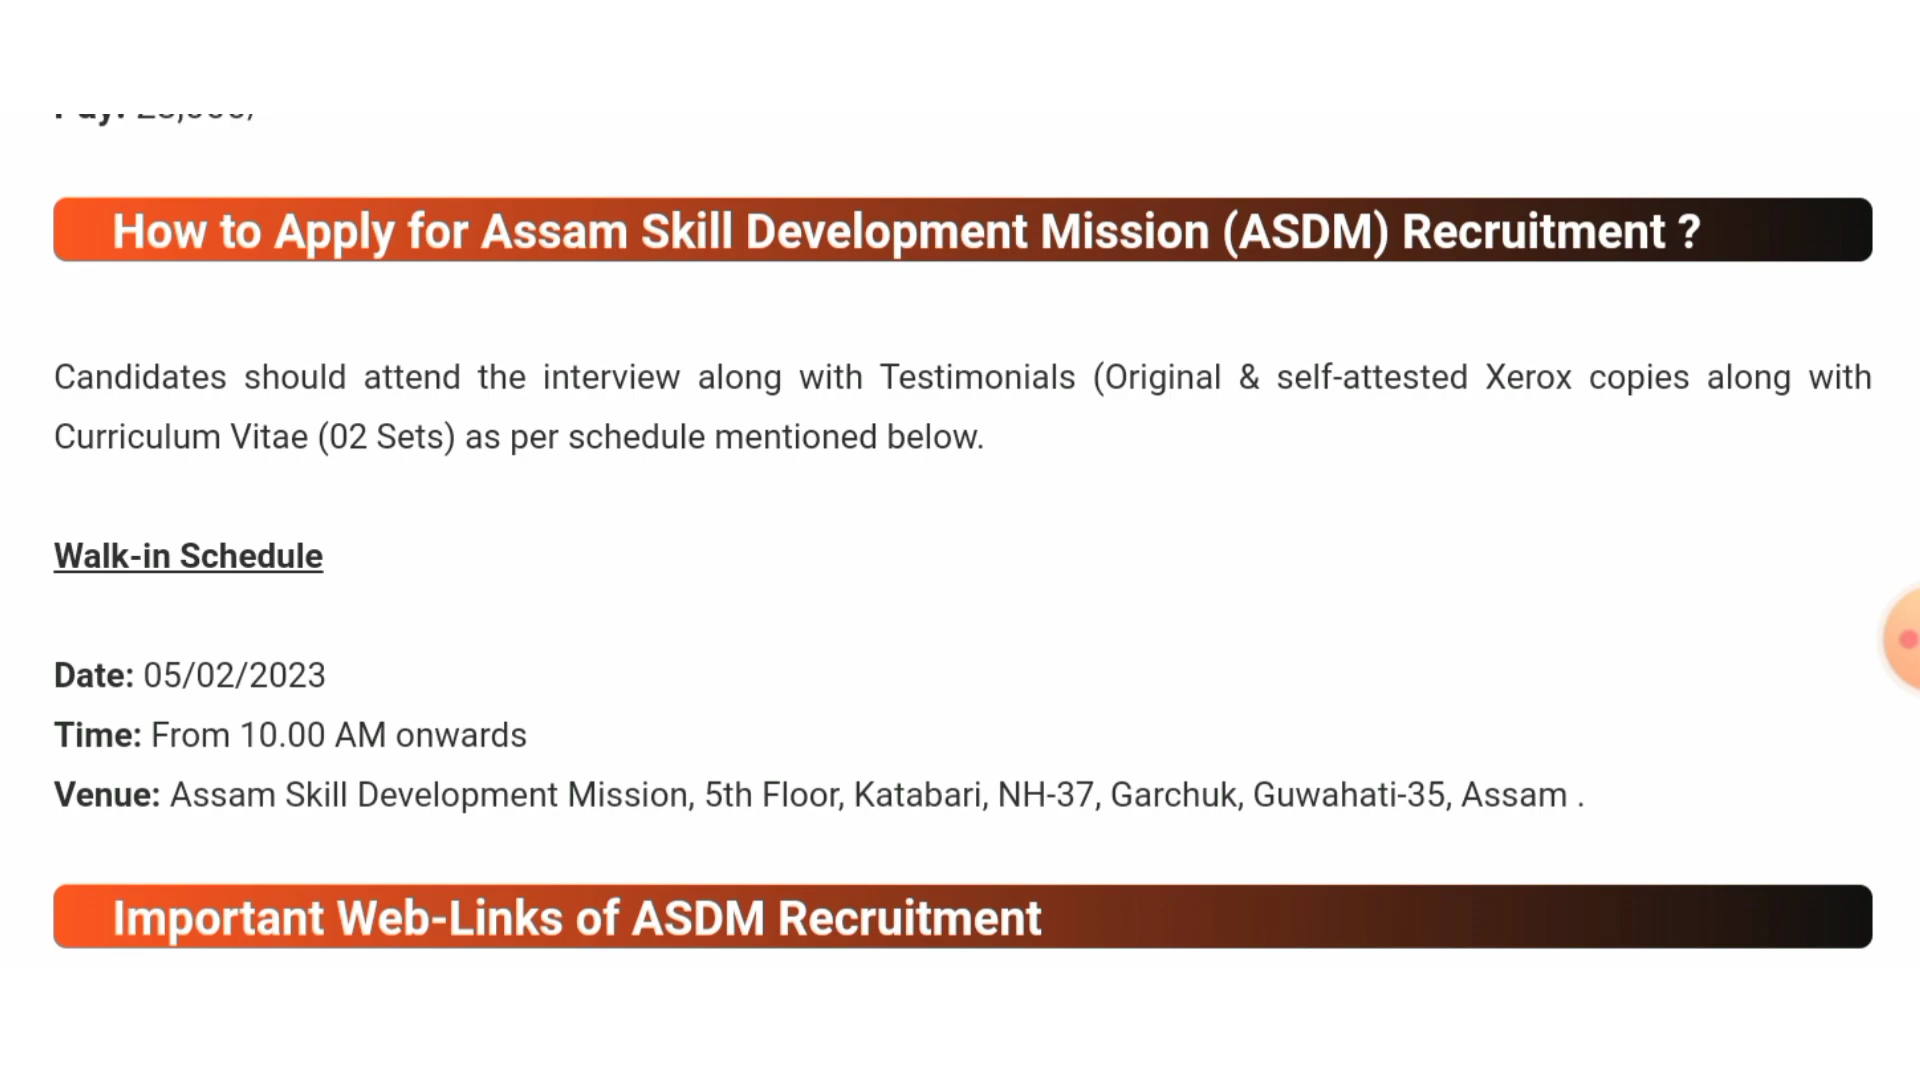 How to Apply for Assam Skill Development Mission (ASDM) Recruitment ?
Candidates should attend the interview along with Testimonials (Original & self-attested Xerox copies along with
Curriculum Vitae (02 Sets) as per schedule mentioned below.
Walk-in Schedule
Date: 05/02/2023
Time: From 10.00 AM onwards
Venue: Assam Skill Development Mission, 5th Floor, Katabari, NH-37, Garchuk, Guwahati-35, Assam .
Important Web-Links of ASDM Recruitment